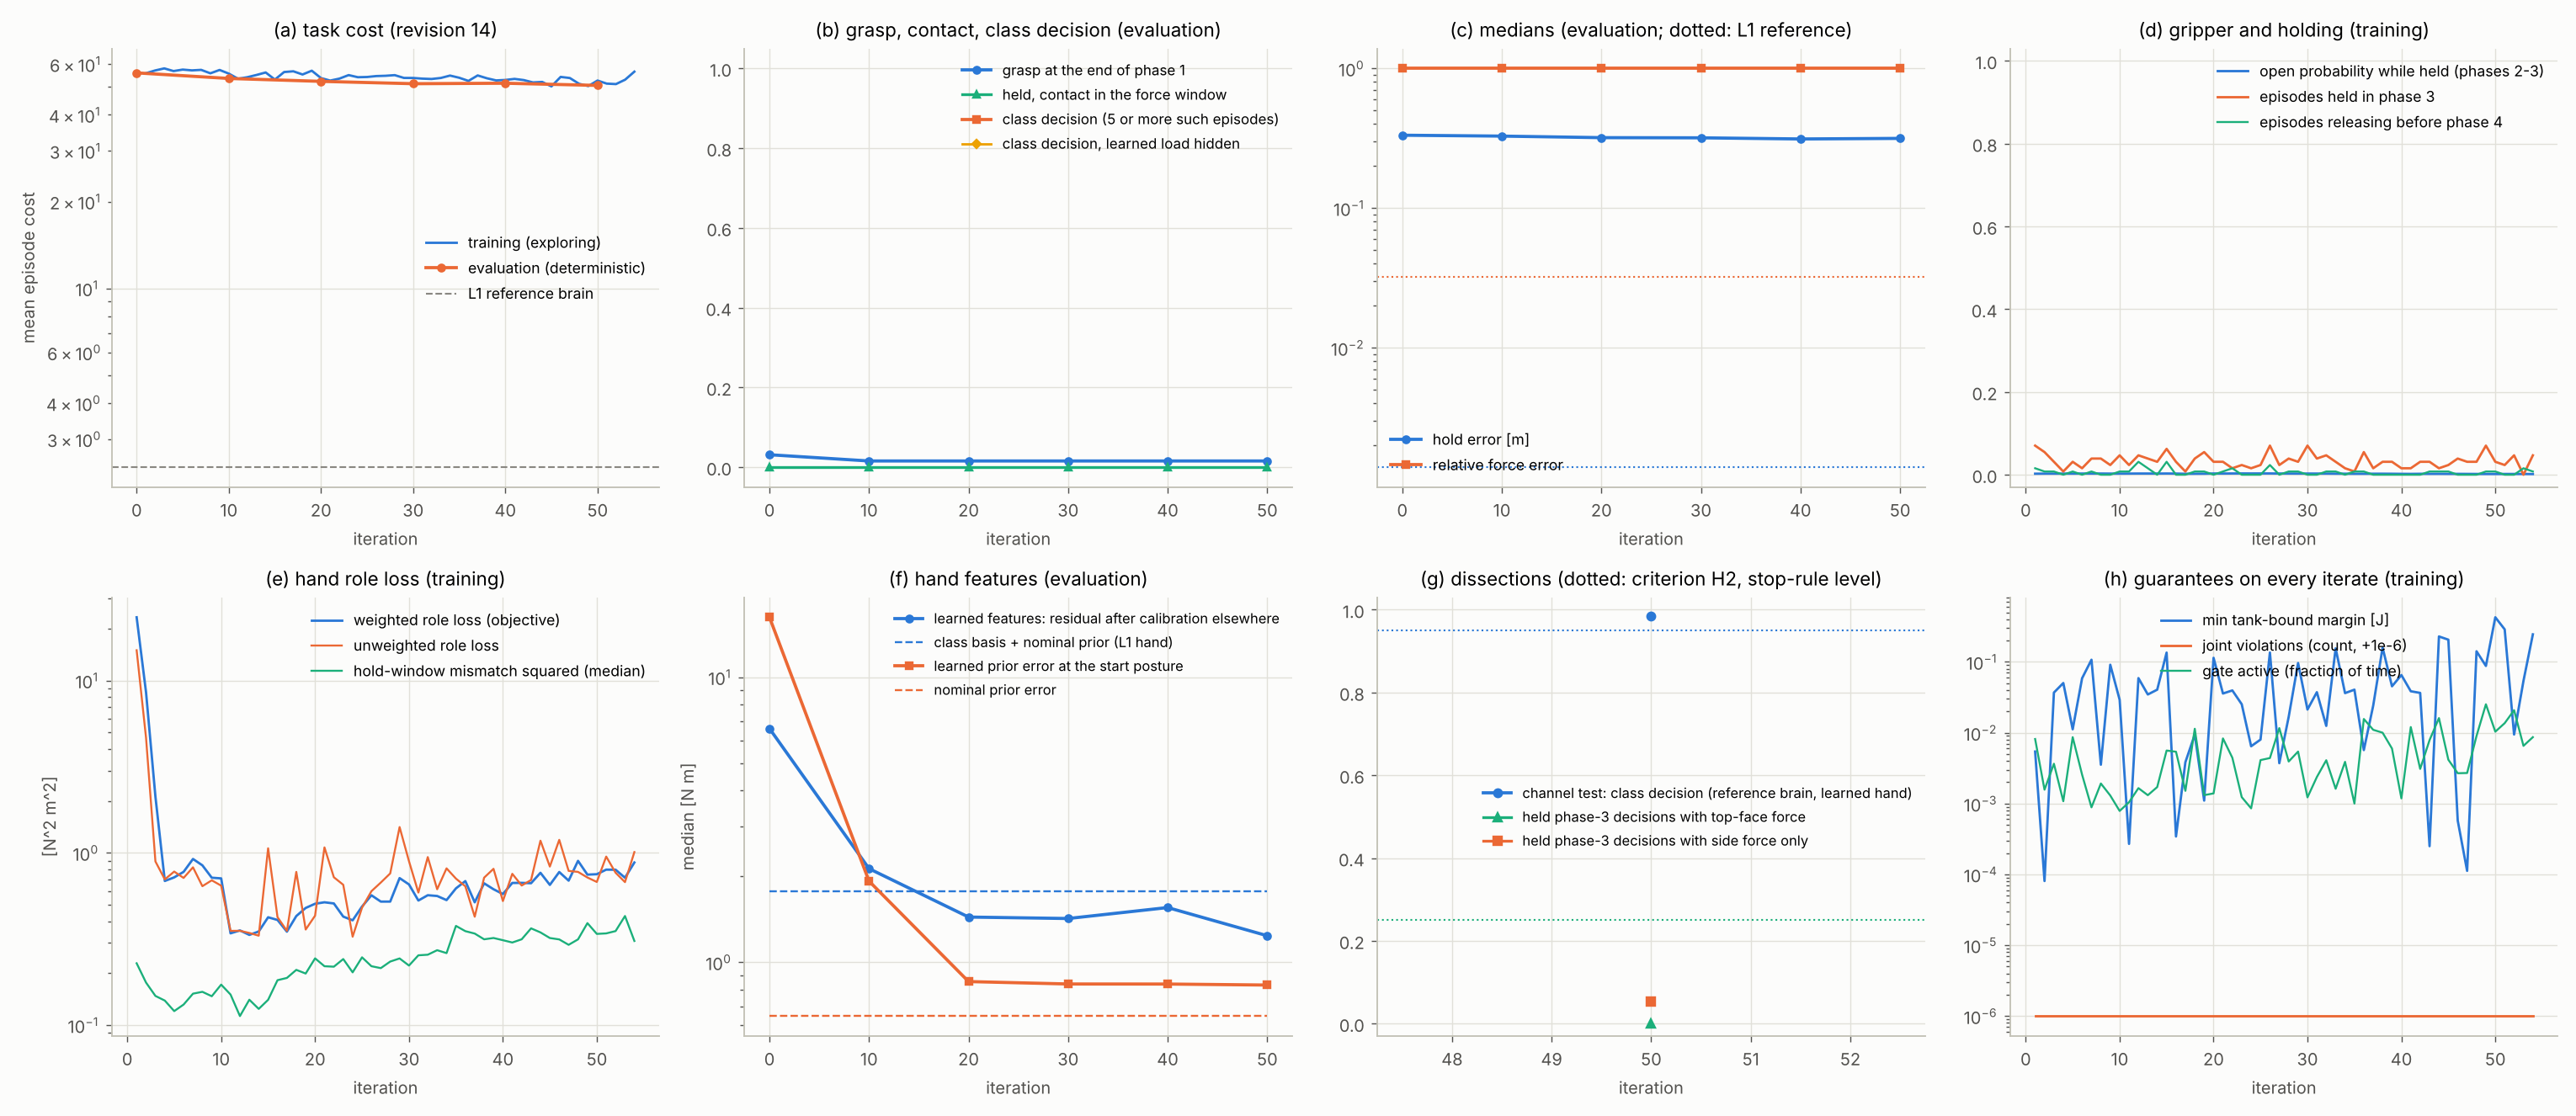 (a) task cost (revision 14)
mean episode cost
6 × 10¹
4 × 10¹
3 × 10¹
2 × 10¹
10¹
6 × 10⁰
4 × 10⁰
3 × 10⁰
training (exploring)
evaluation (deterministic)
L1 reference brain
0 10 20 30 40 50
iteration
(b) grasp, contact, class decision (evaluation)
1.0
0.8
0.6
0.4
0.2
0.0
grasp at the end of phase 1
held, contact in the force window
class decision (5 or more such episodes)
class decision, learned load hidden
0 10 20 30 40 50
iteration
(c) medians (evaluation; dotted: L1 reference)
10⁰
10⁻¹
10⁻²
hold error [m]
relative force error
0 10 20 30 40 50
iteration
(d) gripper and holding (training)
1.0
0.8
0.6
0.4
0.2
0.0
open probability while held (phases 2-3)
episodes held in phase 3
episodes releasing before phase 4
0 10 20 30 40 50
iteration
(e) hand role loss (training)
[N^2 m^2]
10¹
10⁰
10⁻¹
weighted role loss (objective)
unweighted role loss
hold-window mismatch squared (median)
0 10 20 30 40 50
iteration
(f) hand features (evaluation)
median [N m]
10¹
10⁰
learned features: residual after calibration elsewhere
class basis + nominal prior (L1 hand)
learned prior error at the start posture
nominal prior error
0 10 20 30 40 50
iteration
(g) dissections (dotted: criterion H2, stop-rule level)
1.0
0.8
0.6
0.4
0.2
0.0
channel test: class decision (reference brain, learned hand)
held phase-3 decisions with top-face force
held phase-3 decisions with side force only
48 49 50 51 52
iteration
(h) guarantees on every iterate (training)
10⁻¹
10⁻²
10⁻³
10⁻⁴
10⁻⁵
10⁻⁶
min tank-bound margin [J]
joint violations (count, +1e-6)
gate active (fraction of time)
0 10 20 30 40 50
iteration